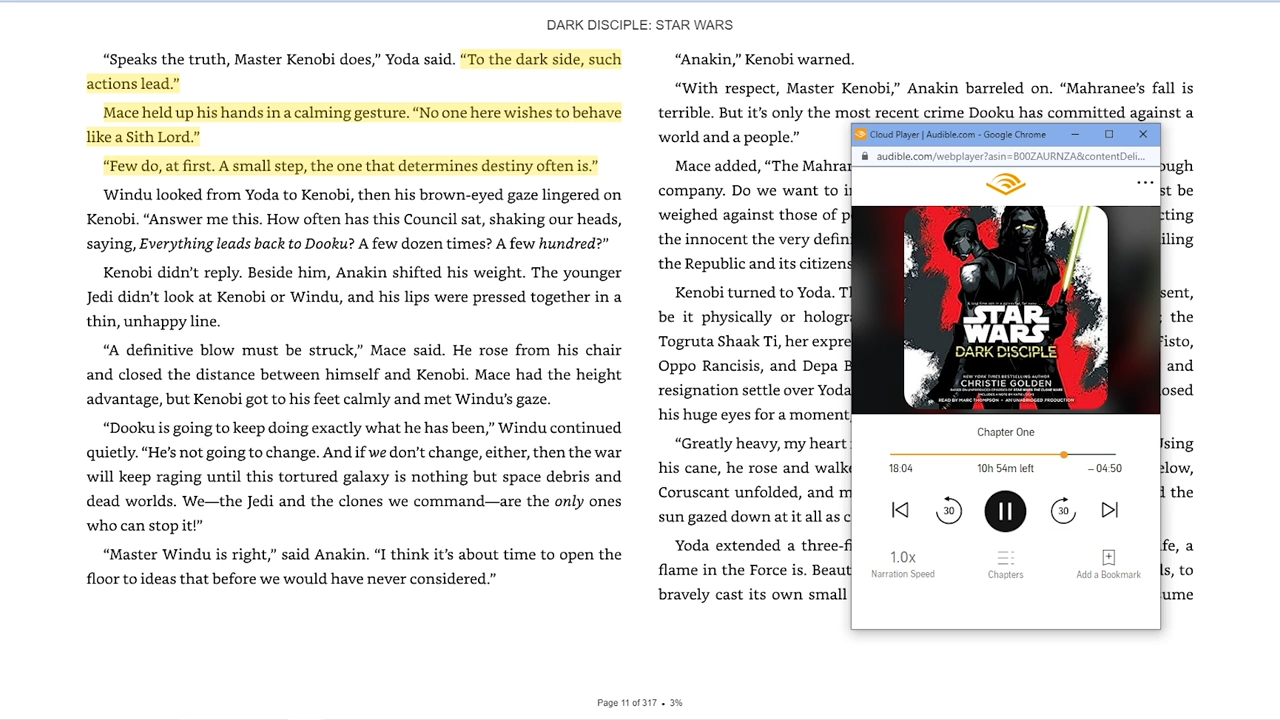 DARK DISCIPLE: STAR WARS
“Speaks the truth, Master Kenobi does,” Yoda said. “To the dark side, such
actions lead.”
Mace held up his hands in a calming gesture. “No one here wishes to behave
like a Sith Lord.”
“Few do, at first. A small step, the one that determines destiny often is.”
Windu looked from Yoda to Kenobi, then his brown-eyed gaze lingered on
Kenobi. “Answer me this. How often has this Council sat, shaking our heads,
saying, Everything leads back to Dooku? A few dozen times? A few hundred?”
Kenobi didn’t reply. Beside him, Anakin shifted his weight. The younger
Jedi didn’t look at Kenobi or Windu, and his lips were pressed together in a
thin, unhappy line.
“A definitive blow must be struck,” Mace said. He rose from his chair
and closed the distance between himself and Kenobi. Mace had the height
advantage, but Kenobi got to his feet calmly and met Windu’s gaze.
“Dooku is going to keep doing exactly what he has been,” Windu continued
quietly. “He’s not going to change. And if we don’t change, either, then the war
will keep raging until this tortured galaxy is nothing but space debris and
dead worlds. We—the Jedi and the clones we command—are the only ones
who can stop it!”
“Master Windu is right,” said Anakin. “I think it’s about time to open the
floor to ideas that before we would have never considered.”
“Anakin,” Kenobi warned.
“With respect, Master Kenobi,” Anakin barreled on. “Mahranee’s fall is
terrible. But it’s only the most recent crime Dooku has committed against a
world and a people.”
Mace added, “The Mahran
company. Do we want to in st be
weighed against those of p cting
the innocent the very defini iling
the Republic and its citizens
Kenobi turned to Yoda. Th sent,
be it physically or hologra the
Togruta Shaak Ti, her expre Fisto,
Oppo Rancisis, and Depa B and
resignation settle over Yoda losed
his huge eyes for a moment,
“Greatly heavy, my heart Using
his cane, he rose and walke elow,
Coruscant unfolded, and m d the
sun gazed down at it all as c
Yoda extended a three-fi ife, a
flame in the Force is. Beaut ls, to
bravely cast its own small sume
Cloud Player | Audible.com - Google Chrome
audible.com/webplayer?asin=B00ZAURNZA&contentDeli...
STAR
WARS
DARK DISCIPLE
NEW YORK TIMES BESTSELLING AUTHOR
CHRISTIE GOLDEN
READ BY MARC THOMPSON • AN UNABRIDGED PRODUCTION
Chapter One
18:04 10h 54m left – 04:50
30 30
1.0x
Narration Speed Chapters Add a Bookmark
Page 11 of 317 • 3%